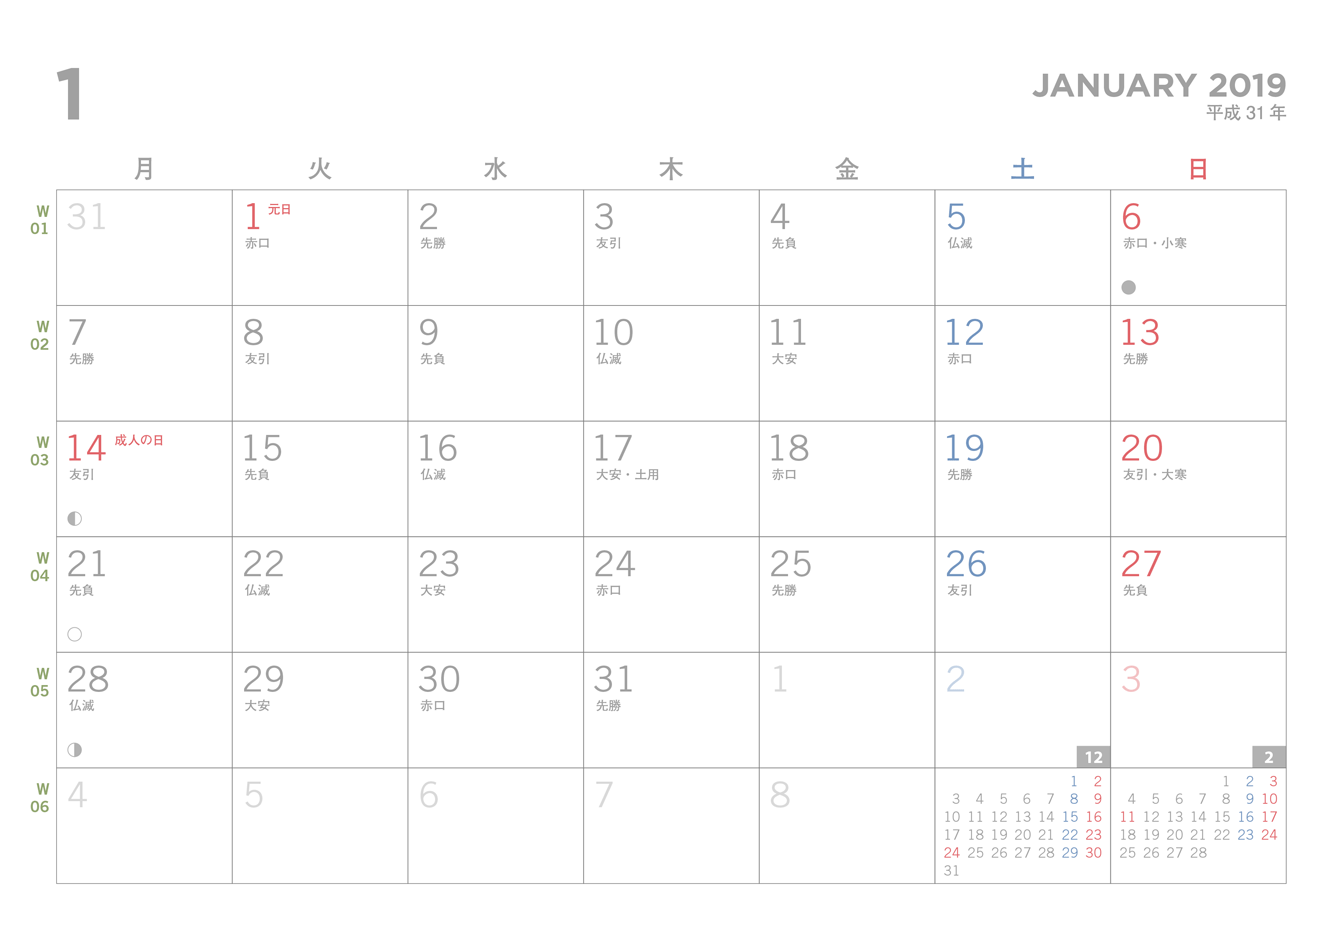 1
JANUARY 2019
平成 31 年
月 火 水 木 金 土 日
W 01
31 1 元日 2 3 4 5 6
赤口 先勝 友引 先負 仏滅 赤口・小寒
W 02
7 8 9 10 11 12 13
先勝 友引 先負 仏滅 大安 赤口 先勝
W 03
14 成人の日 15 16 17 18 19 20
友引 先負 仏滅 大安・土用 赤口 先勝 友引・大寒
W 04
21 22 23 24 25 26 27
先負 仏滅 大安 赤口 先勝 友引 先負
W 05
28 29 30 31 1 2 3
仏滅 大安 赤口 先勝
W 06
4 5 6 7 8
12
1 2
3 4 5 6 7 8 9
10 11 12 13 14 15 16
17 18 19 20 21 22 23
24 25 26 27 28 29 30
31
2
1 2 3
4 5 6 7 8 9 10
11 12 13 14 15 16 17
18 19 20 21 22 23 24
25 26 27 28